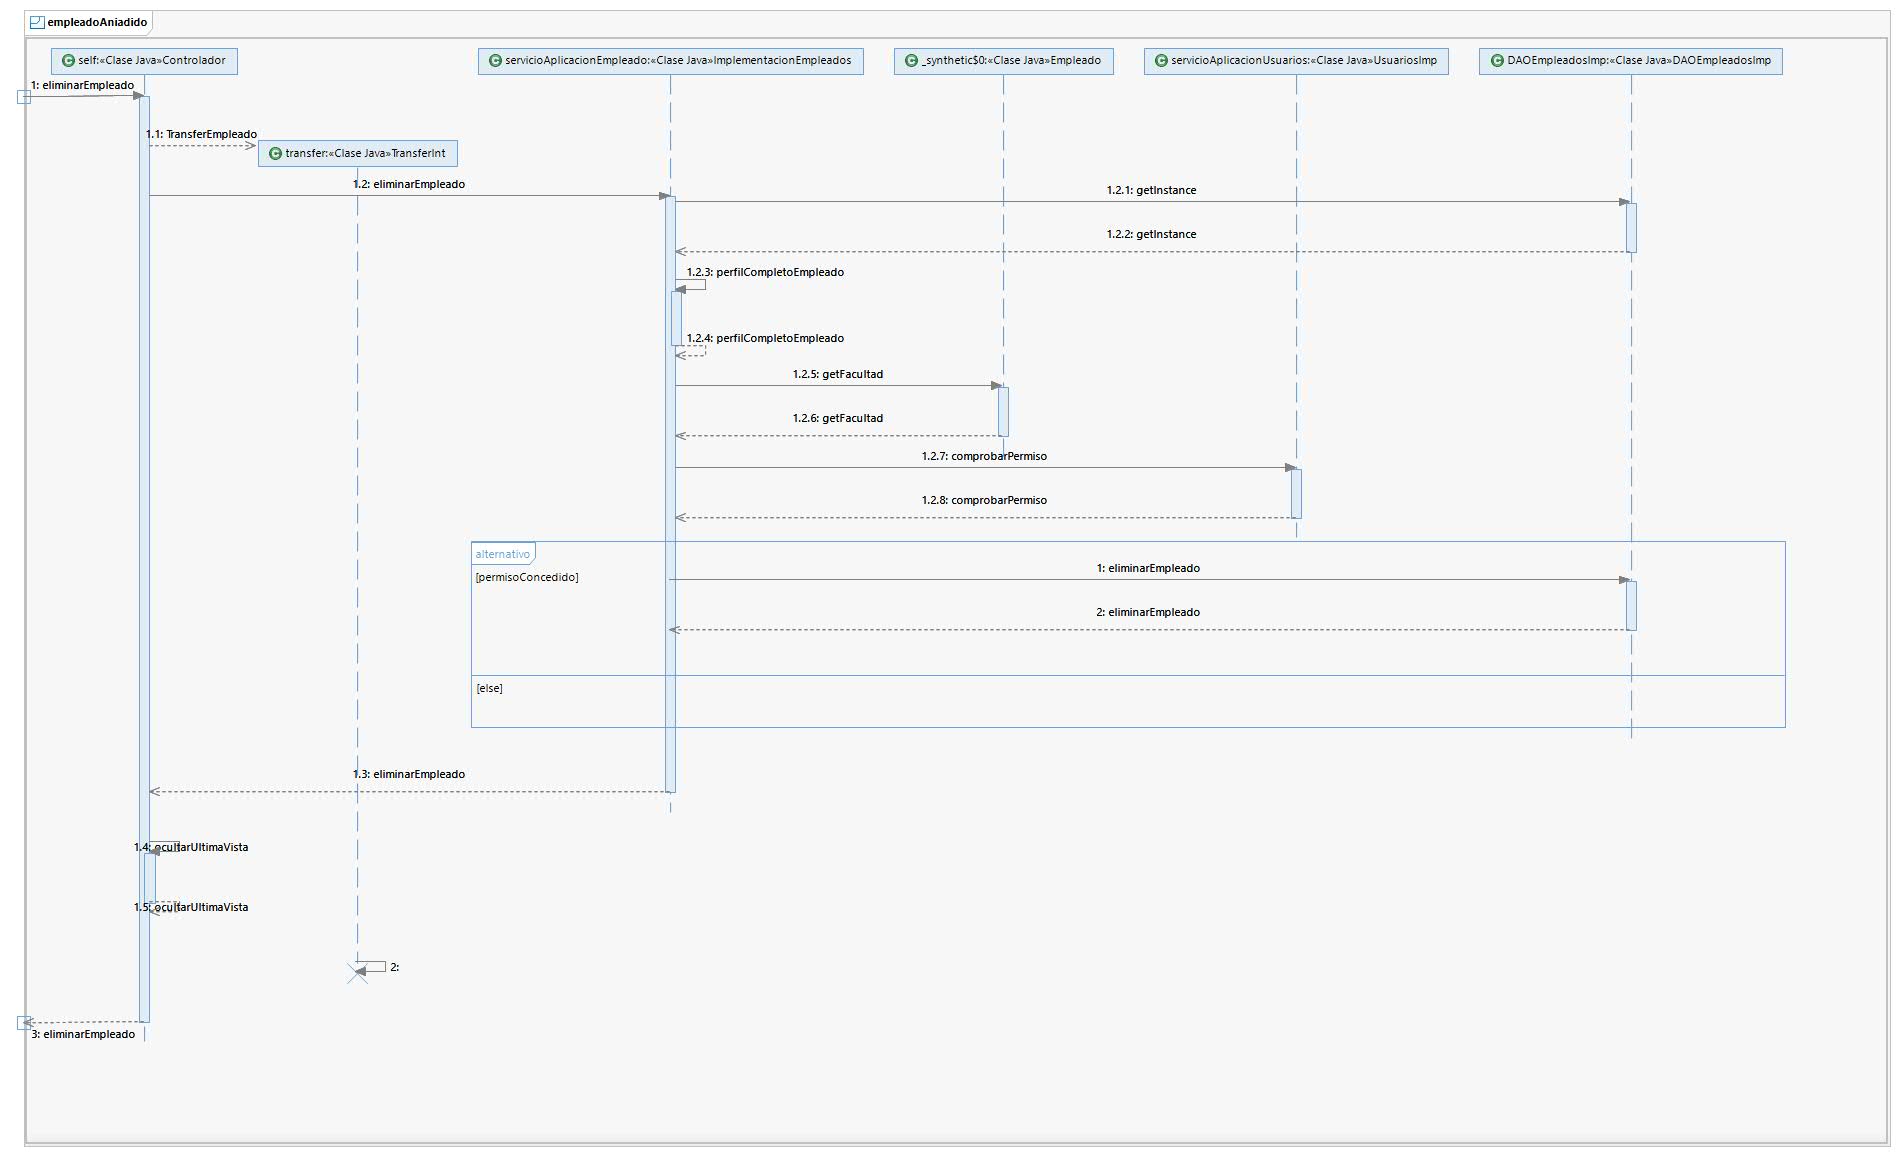 empleadoAniadido
self:«Clase Java»Controlador
servicioAplicacionEmpleado:«Clase Java»ImplementacionEmpleados
_synthetic$0:«Clase Java»Empleado
servicioAplicacionUsuarios:«Clase Java»UsuariosImp
DAOEmpleadosImp:«Clase Java»DAOEmpleadosImp
1: eliminarEmpleado
1.1: TransferEmpleado
transfer:«Clase Java»TransferInt
1.2: eliminarEmpleado
1.2.1: getInstance
1.2.2: getInstance
1.2.3: perfilCompletoEmpleado
1.2.4: perfilCompletoEmpleado
1.2.5: getFacultad
1.2.6: getFacultad
1.2.7: comprobarPermiso
1.2.8: comprobarPermiso
alternativo
[permisoConcedido]
1: eliminarEmpleado
2: eliminarEmpleado
[else]
1.3: eliminarEmpleado
1.4: ocultarUltimaVista
1.5: ocultarUltimaVista
2:
3: eliminarEmpleado